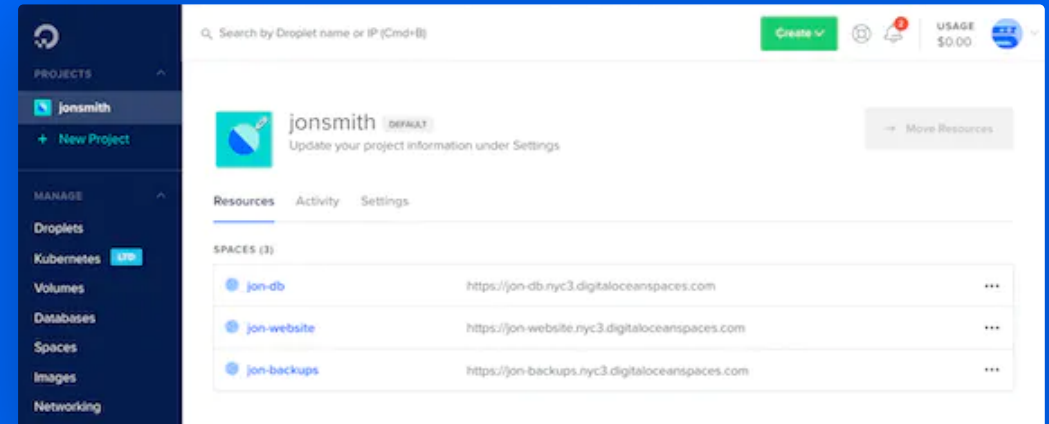 Search by Droplet name or IP (Cmd+B)
Create
2
USAGE
$0.00
PROJECTS
jonsmith
+ New Project
MANAGE
Droplets
Kubernetes LTD
Volumes
Databases
Spaces
Images
Networking
jonsmith DEFAULT
Update your project information under Settings
→ Move Resources
Resources Activity Settings
SPACES (3)
jon-db https://jon-db.nyc3.digitaloceanspaces.com ...
jon-website https://jon-website.nyc3.digitaloceanspaces.com ...
jon-backups https://jon-backups.nyc3.digitaloceanspaces.com ...